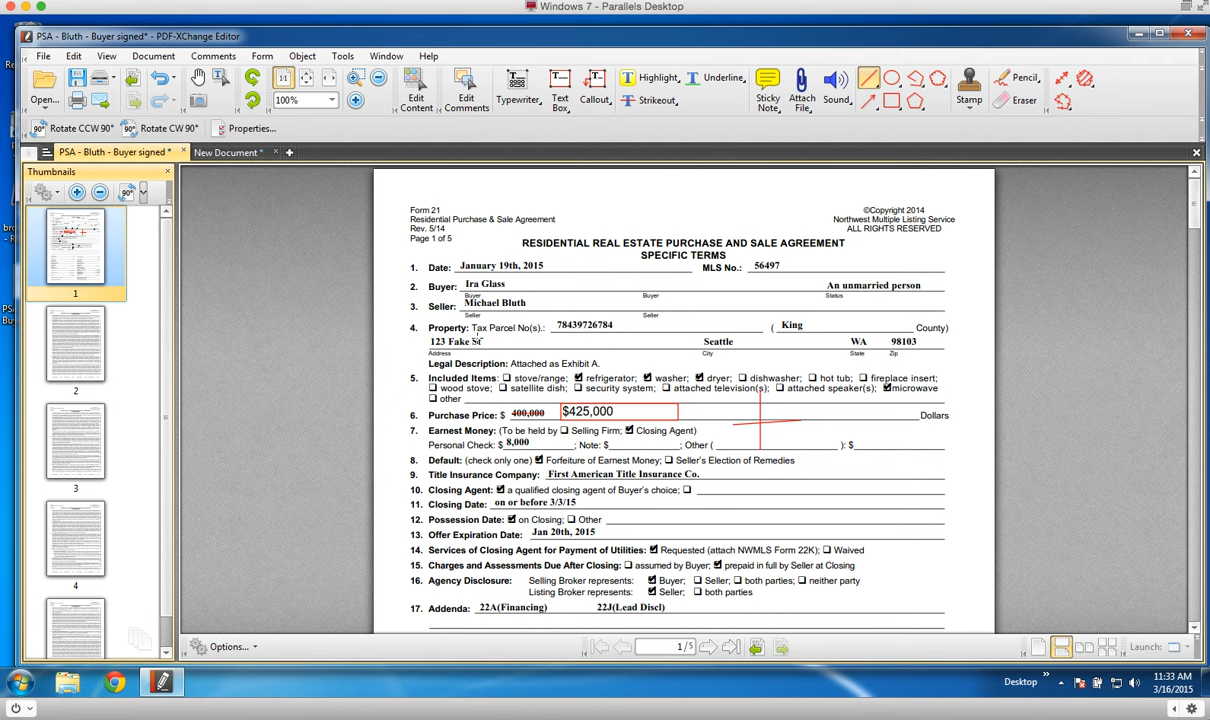 Windows 7 - Parallels Desktop
PSA - Bluth - Buyer signed* - PDF-XChange Editor
File Edit View Document Comments Form Object Tools Window Help
Open... 100% Edit Content Edit Comments Typewriter Text Box Callout Highlight Underline Strikeout Sticky Note Attach File Sound Stamp Pencil Eraser
90° Rotate CCW 90° 90° Rotate CW 90° Properties...
PSA - Bluth - Buyer signed * New Document *
Thumbnails
90°
1
2
3
4
Form 21
Residential Purchase & Sale Agreement
Rev. 5/14
Page 1 of 5
©Copyright 2014
Northwest Multiple Listing Service
ALL RIGHTS RESERVED
RESIDENTIAL REAL ESTATE PURCHASE AND SALE AGREEMENT
SPECIFIC TERMS
1. Date: January 19th, 2015 MLS No.: 56497
2. Buyer: Ira Glass An unmarried person
Buyer Buyer Status
3. Seller: Michael Bluth
Seller Seller
4. Property: Tax Parcel No(s).: 78439726784 ( King County)
123 Fake St Seattle WA 98103
Address City State Zip
Legal Description: Attached as Exhibit A.
5. Included Items: stove/range; refrigerator; washer; dryer; dishwasher; hot tub; fireplace insert;
wood stove; satellite dish; security system; attached television(s); attached speaker(s); microwave
other
6. Purchase Price: $ 400,000 $425,000 Dollars
7. Earnest Money: (To be held by Selling Firm; Closing Agent)
Personal Check: $ 8,000 ; Note: $ ; Other ( ): $
8. Default: (check only one) Forfeiture of Earnest Money; Seller's Election of Remedies
9. Title Insurance Company: First American Title Insurance Co.
10. Closing Agent: a qualified closing agent of Buyer's choice;
11. Closing Date: on or before 3/3/15
12. Possession Date: on Closing; Other
13. Offer Expiration Date: Jan 20th, 2015
14. Services of Closing Agent for Payment of Utilities: Requested (attach NWMLS Form 22K); Waived
15. Charges and Assessments Due After Closing: assumed by Buyer; prepaid in full by Seller at Closing
16. Agency Disclosure: Selling Broker represents: Buyer; Seller; both parties; neither party
Listing Broker represents: Seller; both parties
17. Addenda: 22A(Financing) 22J(Lead Discl)
Options... 1/5 Launch:
Desktop 11:33 AM
3/16/2015